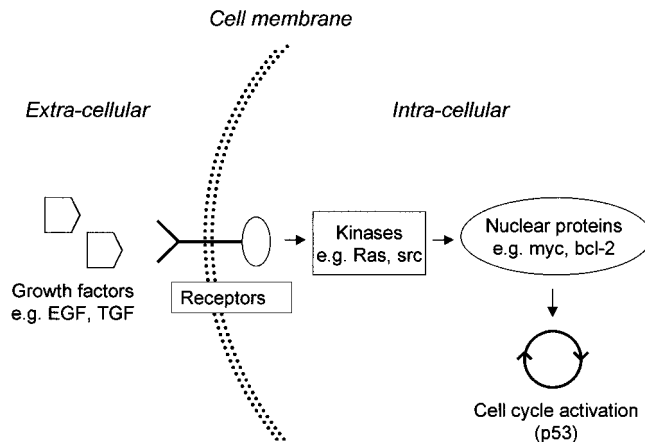 Cell membrane
Extra-cellular
Intra-cellular
Growth factors
e.g. EGF, TGF
Receptors
Kinases
e.g. Ras, src
Nuclear proteins
e.g. myc, bcl-2
Cell cycle activation
(p53)